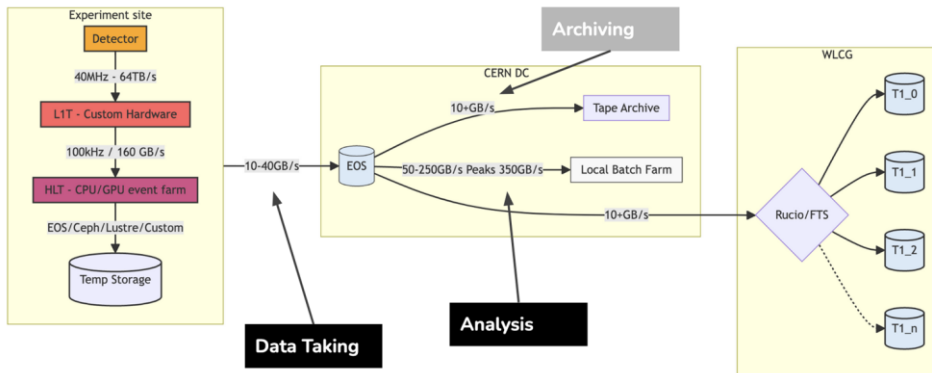 Experiment site
Detector
40MHz - 64TB/s
L1T - Custom Hardware
100kHz / 160 GB/s
HLT - CPU/GPU event farm
EOS/Ceph/Lustre/Custom
Temp Storage
10-40GB/s
Data Taking
Archiving
CERN DC
EOS
10+GB/s
Tape Archive
50-250GB/s Peaks 350GB/s
Local Batch Farm
10+GB/s
Analysis
WLCG
Rucio/FTS
T1_0
T1_1
T1_2
T1_n